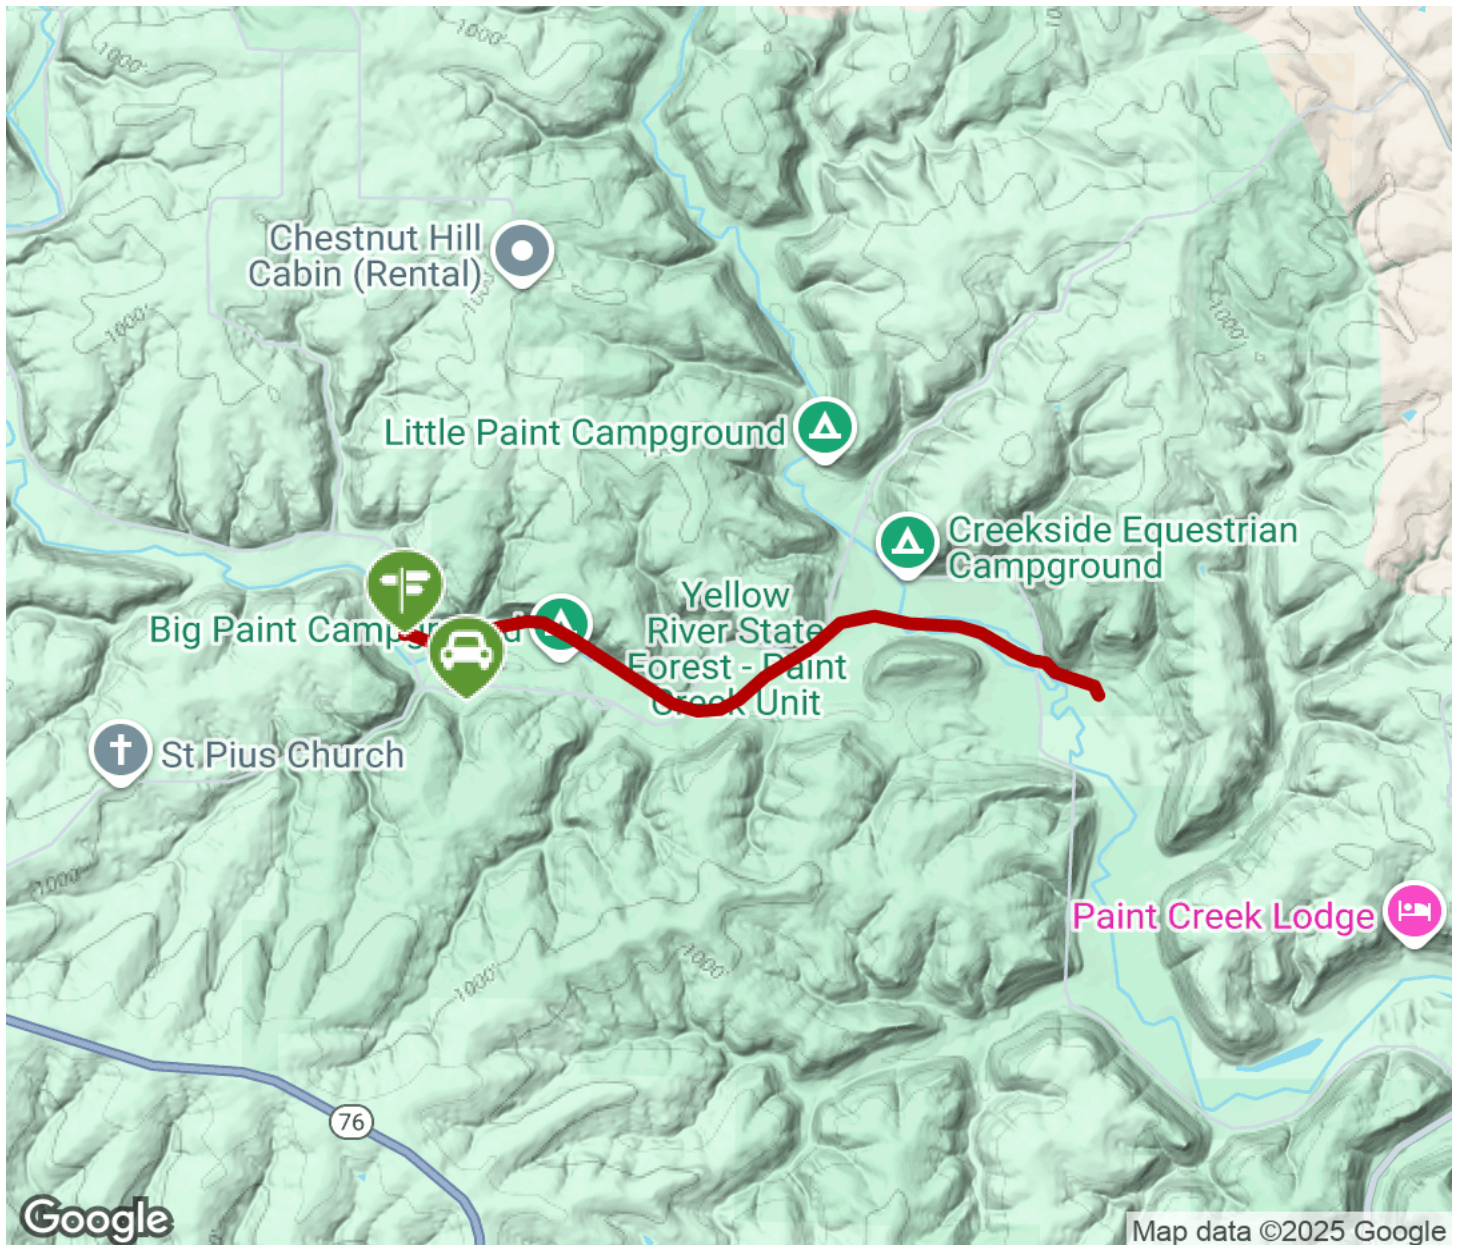 1000'
1000'
Chestnut Hill
Cabin (Rental)
1000'
1000'
Little Paint Campground
Creekside Equestrian
Campground
Yellow
River State
Forest - Paint
Creek Unit
Big Paint
St Pius Church
1000'
Paint Creek Lodge
1000'
1000'
76
Google
Map data ©2025 Google